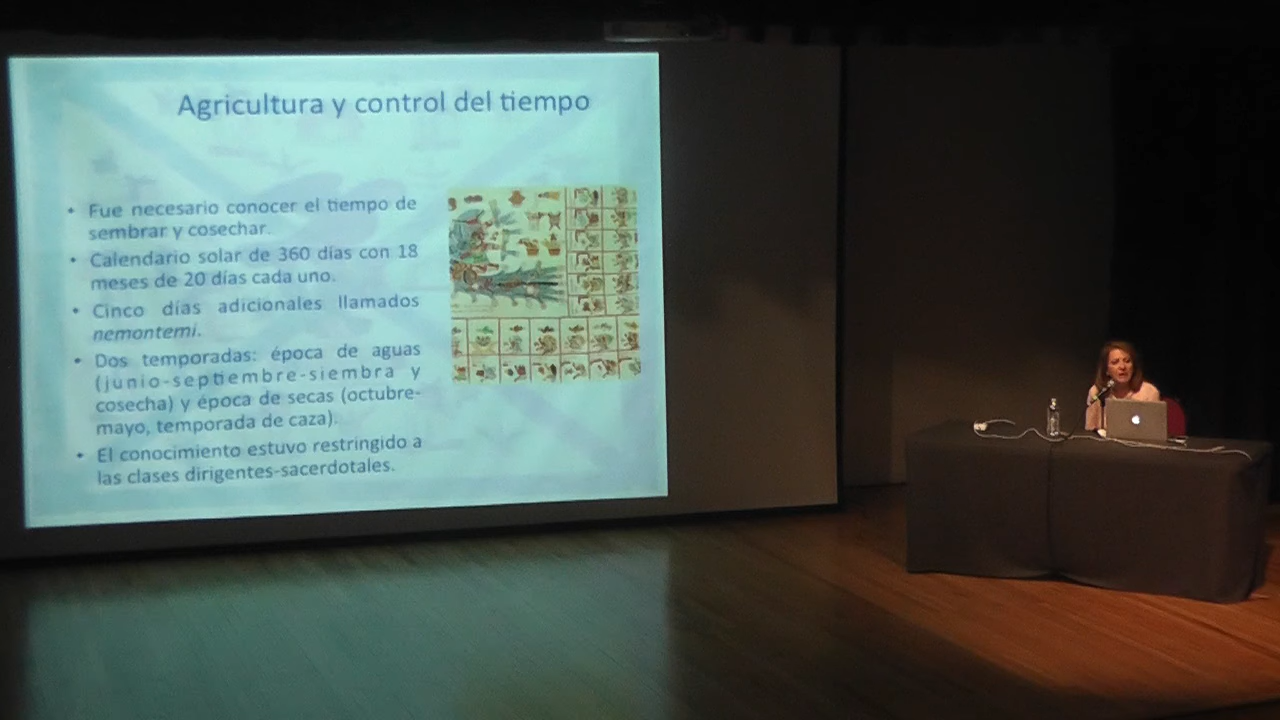 Agricultura y control del tiempo
• Fue necesario conocer el tiempo de
sembrar y cosechar.
• Calendario solar de 360 días con 18
meses de 20 días cada uno.
• Cinco días adicionales llamados
nemontemi.
• Dos temporadas: época de aguas
(junio-septiembre-siembra y
cosecha) y época de secas (octubre-
mayo, temporada de caza).
• El conocimiento estuvo restringido a
las clases dirigentes-sacerdotales.